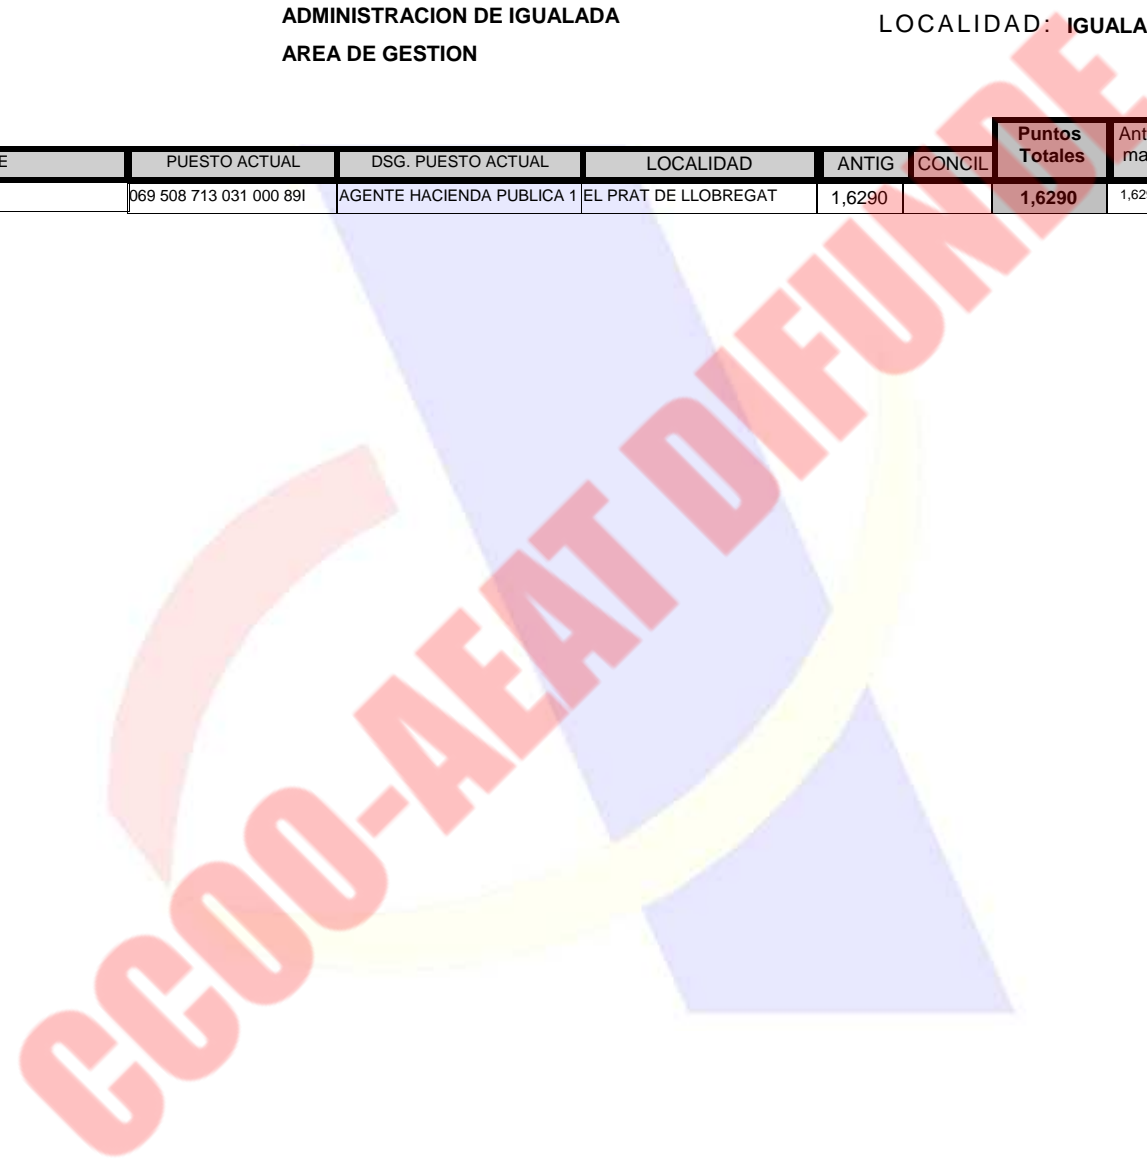 ADMINISTRACION DE IGUALADA
LOCALIDAD: IGUALA
AREA DE GESTION
E PUESTO ACTUAL DSG. PUESTO ACTUAL LOCALIDAD ANTIG CONCIL Puntos Totales Ant ma
069 508 713 031 000 89I AGENTE HACIENDA PUBLICA 1 EL PRAT DE LLOBREGAT 1,6290 1,6290 1,629
CCOO-AEAT DIFUNDE